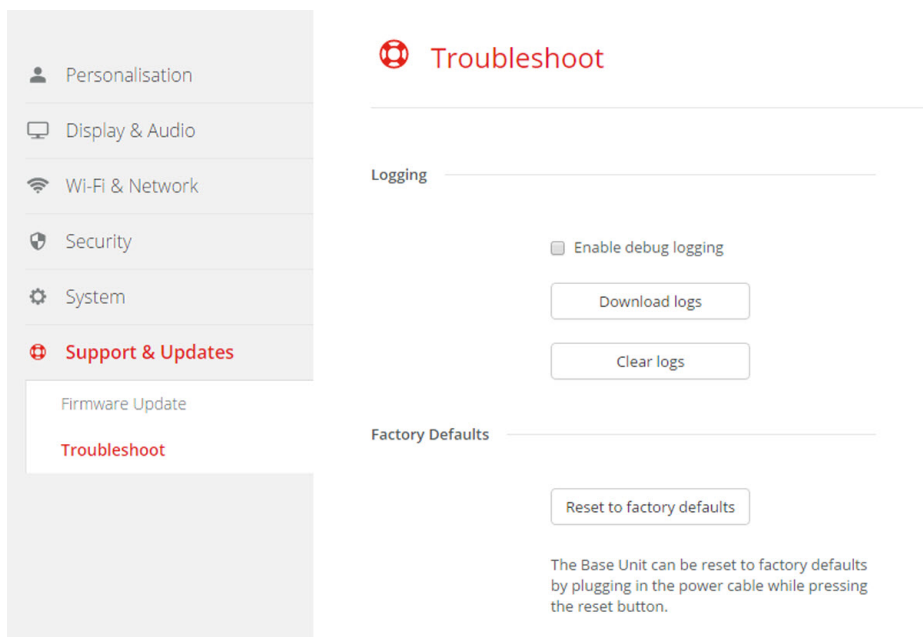 Personalisation
Display & Audio
Wi-Fi & Network
Security
System
Support & Updates
Firmware Update
Troubleshoot
Troubleshoot
Logging
Enable debug logging
Download logs
Clear logs
Factory Defaults
Reset to factory defaults
The Base Unit can be reset to factory defaults
by plugging in the power cable while pressing
the reset button.